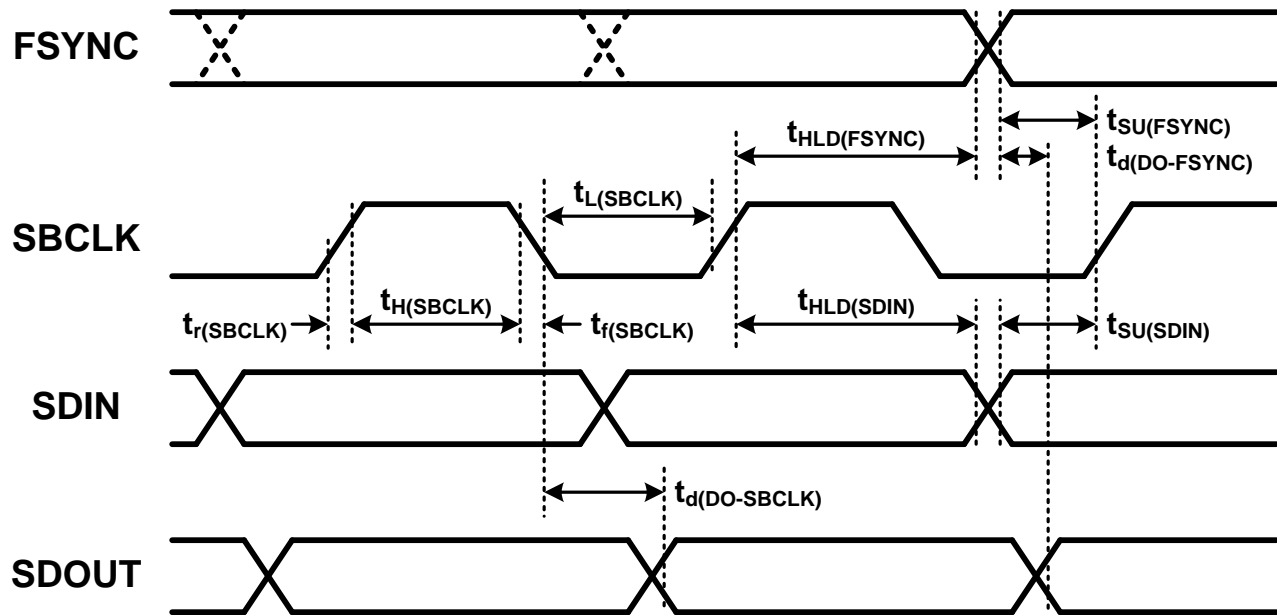 FSYNC
tSU(FSYNC)
tHLD(FSYNC)
td(DO-FSYNC)
tL(SBCLK)
SBCLK
tH(SBCLK)
tHLD(SDIN)
tr(SBCLK)
tf(SBCLK)
tSU(SDIN)
SDIN
td(DO-SBCLK)
SDOUT